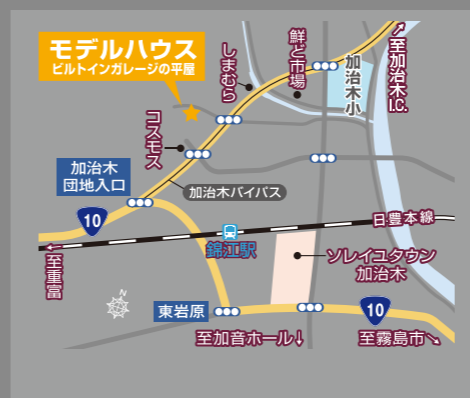 モデルハウス
ビルトインガレージの平屋
しまむら
鮮ど市場
加治木小
至加治木I.C.
コスモス
加治木
団地入口
加治木バイパス
10
日豊本線
錦江駅
至重富
ソレイユタウン
加治木
N
東岩原
10
至加音ホール↓
至霧島市